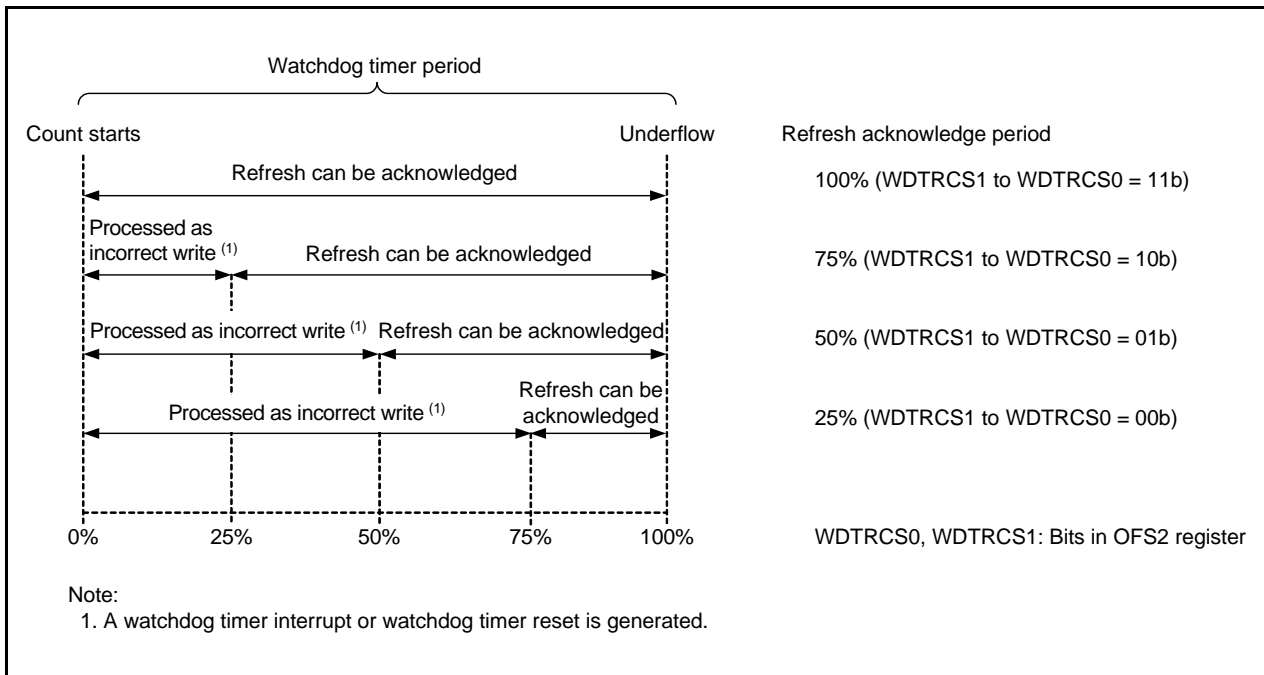 Watchdog timer period
Count starts
Underflow
Refresh acknowledge period
Refresh can be acknowledged
100% (WDTRCS1 to WDTRCS0 = 11b)
Processed as
incorrect write (1)
Refresh can be acknowledged
75% (WDTRCS1 to WDTRCS0 = 10b)
Processed as incorrect write (1)
Refresh can be acknowledged
50% (WDTRCS1 to WDTRCS0 = 01b)
Processed as incorrect write (1)
Refresh can be
acknowledged
25% (WDTRCS1 to WDTRCS0 = 00b)
0%
25%
50%
75%
100%
WDTRCS0, WDTRCS1: Bits in OFS2 register
Note:
1. A watchdog timer interrupt or watchdog timer reset is generated.